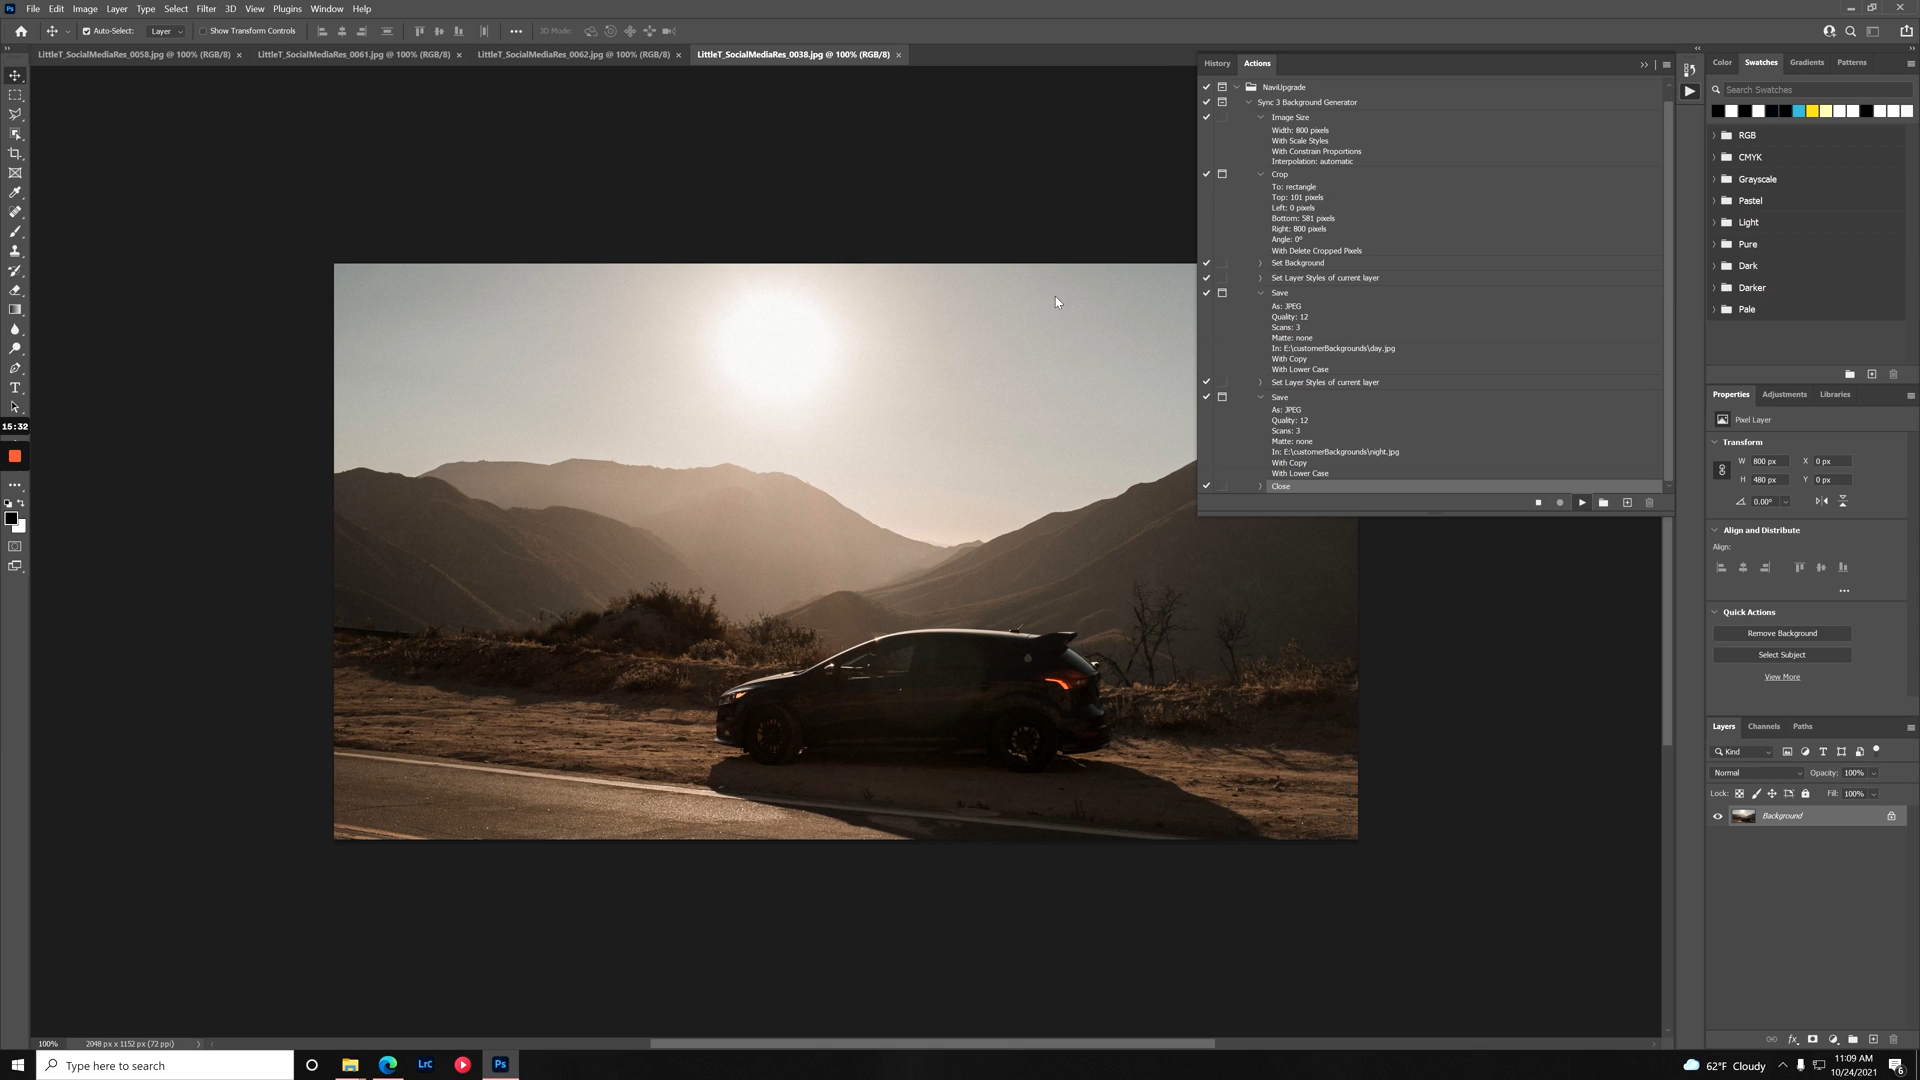 Ps File Edit Image Layer Type Select Filter 3D View Plugins Window Help
Auto-Select: Layer Show Transform Controls 3D Mode:
LittleT_SocialMediaRes_0058.jpg @ 100% (RGB/8) LittleT_SocialMediaRes_0061.jpg @ 100% (RGB/8) LittleT_SocialMediaRes_0062.jpg @ 100% (RGB/8) LittleT_SocialMediaRes_0038.jpg @ 100% (RGB/8)
History Actions
NaviUpgrade
Sync 3 Background Generator
Image Size
Width: 800 pixels
With Scale Styles
With Constrain Proportions
Interpolation: automatic
Crop
To: rectangle
Top: 101 pixels
Left: 0 pixels
Bottom: 581 pixels
Right: 800 pixels
Angle: 0°
With Delete Cropped Pixels
Set Background
Set Layer Styles of current layer
Save
As: JPEG
Quality: 12
Scans: 3
Matte: none
In: E:\customerBackgrounds\day.jpg
With Copy
With Lower Case
Set Layer Styles of current layer
Save
As: JPEG
Quality: 12
Scans: 3
Matte: none
In: E:\customerBackgrounds\night.jpg
With Copy
With Lower Case
Close
15:32
Color Swatches Gradients Patterns
Search Swatches
RGB
CMYK
Grayscale
Pastel
Light
Pure
Dark
Darker
Pale
Properties Adjustments Libraries
Pixel Layer
Transform
W 800 px X 0 px
H 480 px Y 0 px
0.00°
Align and Distribute
Align:
Quick Actions
Remove Background
Select Subject
View More
Layers Channels Paths
Kind
Normal Opacity: 100%
Lock: Fill: 100%
Background
100% 2048 px x 1152 px (72 ppi)
Type here to search
LrC
Ps
62°F Cloudy
11:09 AM
10/24/2021
6